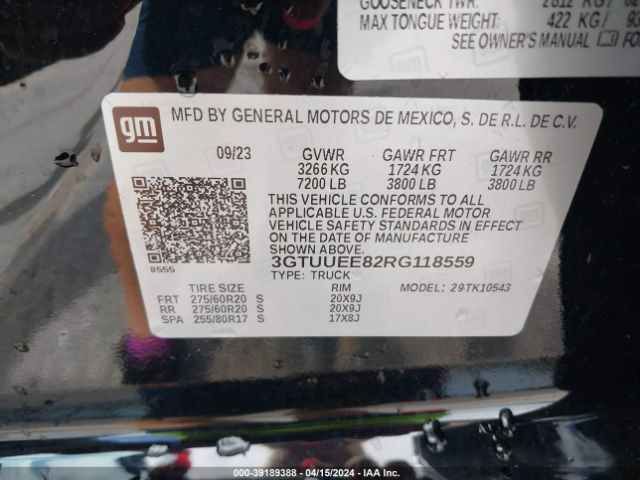 GOOSENECK TWR: 2812 KG /
MAX TONGUE WEIGHT: 422 KG /
SEE OWNER'S MANUAL
gm
MFD BY GENERAL MOTORS DE MEXICO, S. DE R.L. DE C.V.
09/23 GVWR GAWR FRT GAWR RR
3266 KG 1724 KG 1724 KG
7200 LB 3800 LB 3800 LB
THIS VEHICLE CONFORMS TO ALL
APPLICABLE U.S. FEDERAL MOTOR
VEHICLE SAFETY STANDARDS IN EFFECT
ON THE DATE OF MANUFACTURE SHOWN ABOVE.
3GTUUEE82RG118559
8555
TYPE: TRUCK
TIRE SIZE RIM MODEL: 29TK10543
FRT 275/60R20 S 20X9J
RR 275/60R20 S 20X9J
SPA 255/80R17 S 17X8J
000-39189388 - 04/15/2024 - IAA Inc.